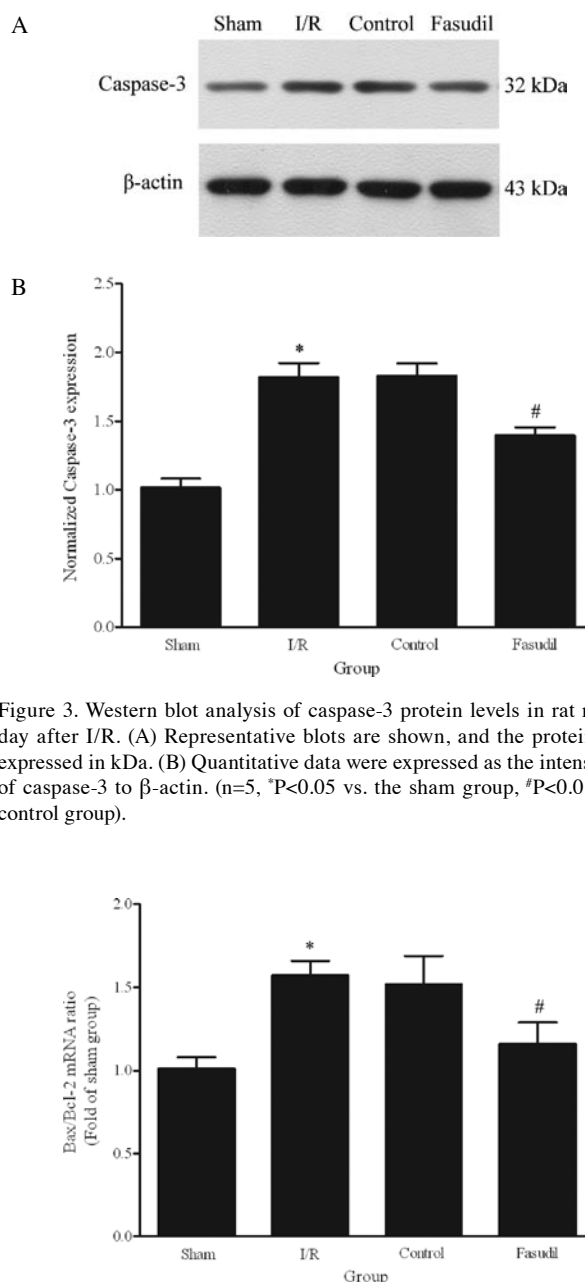 A
Sham I/R Control Fasudil
Caspase-3 32 kDa
β-actin 43 kDa
B
Normalized Caspase-3 expression
2.5
2.0
1.5
1.0
0.5
0.0
*
#
Sham I/R Control Fasudil
Group
Figure 3. Western blot analysis of caspase-3 protein levels in rat
day after I/R. (A) Representative blots are shown, and the protein
expressed in kDa. (B) Quantitative data were expressed as the
of caspase-3 to β-actin. (n=5, *P<0.05 vs. the sham group, #P<0.0
control group).
Bax/Bcl-2 mRNA ratio
(Fold of sham group)
2.0
1.5
1.0
0.5
0.0
*
#
Sham I/R Control Fasudil
Group